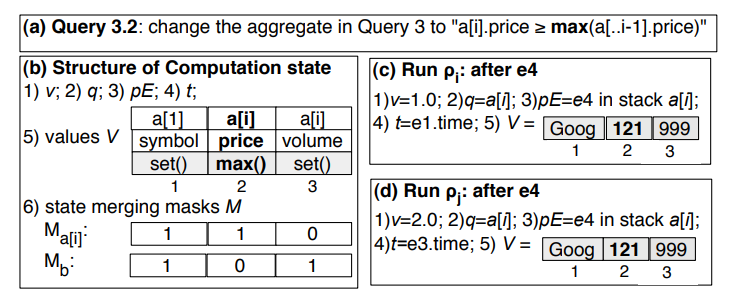 (a) Query 3.2: change the aggregate in Query 3 to "a[i].price ≥ max(a[..i-1].price)"
(b) Structure of Computation state
1) v; 2) q; 3) pE; 4) t;
5) values V
a[1] a[i] a[i]
symbol price volume
set() max() set()
1 2 3
6) state merging masks M
Ma[i]: 1 1 0
Mb: 1 0 1
(c) Run ρi: after e4
1)v=1.0; 2)q=a[i]; 3)pE=e4 in stack a[i];
4) t=e1.time; 5) V = Goog 121 999
1 2 3
(d) Run ρj: after e4
1)v=2.0; 2)q=a[i]; 3)pE=e4 in stack a[i];
4)t=e3.time; 5) V = Goog 121 999
1 2 3